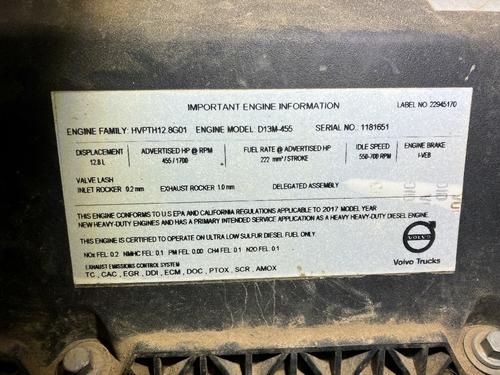 IMPORTANT ENGINE INFORMATION LABEL NO: 22945170
ENGINE FAMILY: HVPTH12.8G01 ENGINE MODEL: D13M-455 SERIAL NO: 1181651
DISPLACEMENT ADVERTISED HP @ RPM FUEL RATE @ ADVERTISED HP IDLE SPEED ENGINE BRAKE
12.8 L 455 / 1700 222 mm³/STROKE 550-700 RPM I-VEB
VALVE LASH
INLET ROCKER 0.2 mm EXHAUST ROCKER 1.0 mm DELEGATED ASSEMBLY
THIS ENGINE CONFORMS TO U.S EPA AND CALIFORNIA REGULATIONS APPLICABLE TO 2017 MODEL YEAR
NEW HEAVY-DUTY ENGINES AND HAS A PRIMARY INTENDED SERVICE APPLICATION AS A HEAVY HEAVY-DUTY DIESEL ENGINE.
THIS ENGINE IS CERTIFIED TO OPERATE ON ULTRA LOW SULFUR DIESEL FUEL ONLY.
NOx FEL: 0.2 NMHC FEL: 0.1 PM FEL: 0.00 CH4 FEL: 0.1 N2O FEL: 0.1
EXHAUST EMISSIONS CONTROL SYSTEM
TC, CAC, EGR, DDI, ECM, DOC, PTOX, SCR, AMOX
VOLVO
Volvo Trucks